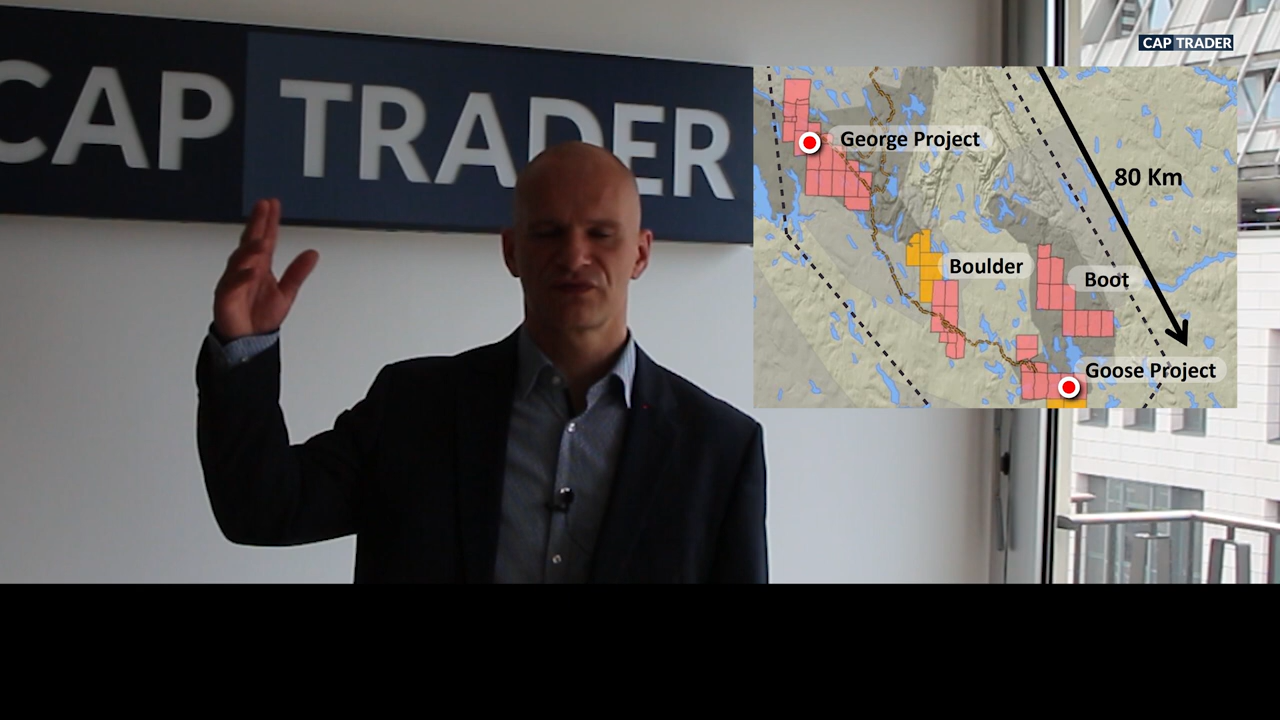 CAP TRADER
CAP TRADER
George Project
80 Km
Boulder
Boot
Goose Project